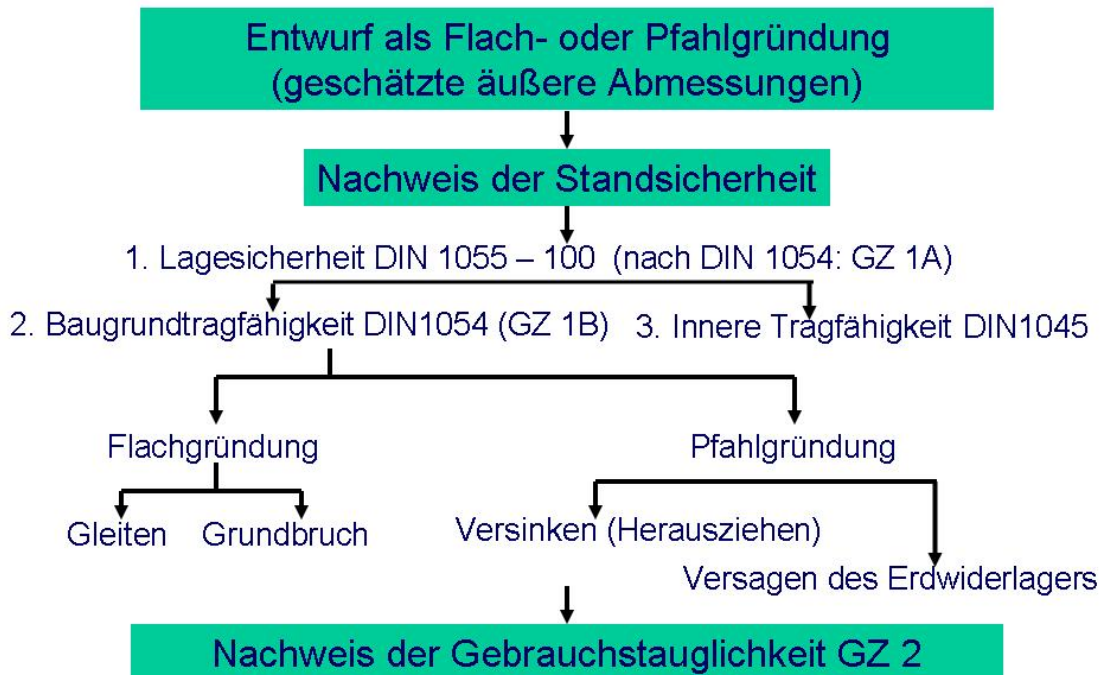 Entwurf als Flach- oder Pfahlgründung
(geschätzte äußere Abmessungen)
Nachweis der Standsicherheit
1. Lagesicherheit DIN 1055 – 100 (nach DIN 1054: GZ 1A)
2. Baugrundtragfähigkeit DIN1054 (GZ 1B)
3. Innere Tragfähigkeit DIN1045
Flachgründung
Pfahlgründung
Gleiten
Grundbruch
Versinken (Herausziehen)
Versagen des Erdwiderlagers
Nachweis der Gebrauchstauglichkeit GZ 2